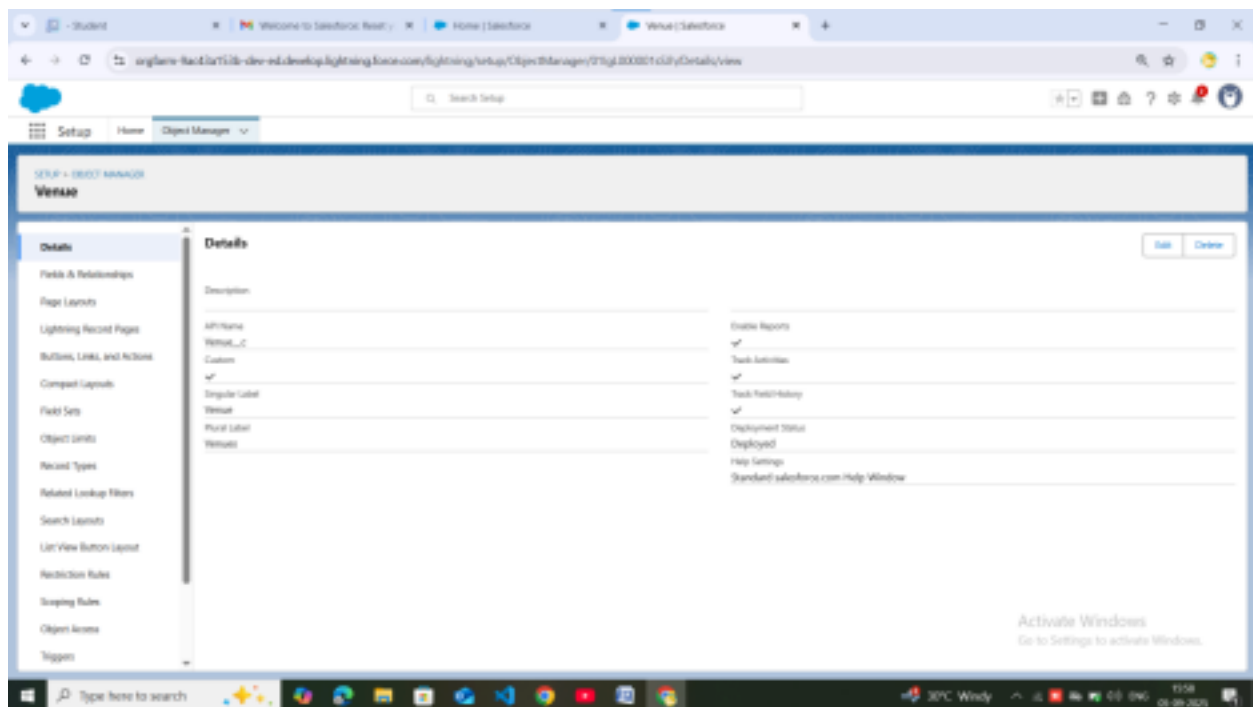 - Student
Welcome to Salesforce: Reset y
Home | Salesforce
Venue | Salesforce
Search Setup
Setup
Home
Object Manager
SETUP > OBJECT MANAGER
Venue
Details
Fields & Relationships
Page Layouts
Lightning Record Pages
Buttons, Links, and Actions
Compact Layouts
Field Sets
Object Limits
Record Types
Related Lookup Filters
Search Layouts
List View Button Layout
Restriction Rules
Scoping Rules
Object Access
Triggers
Details
Edit
Delete
Description
API Name
Venue__c
Custom
Singular Label
Venue
Plural Label
Venues
Enable Reports
Track Activities
Track Field History
Deployment Status
Deployed
Help Settings
Standard salesforce.com Help Window
Activate Windows
Go to Settings to activate Windows.
Type here to search
30°C Windy
ENG